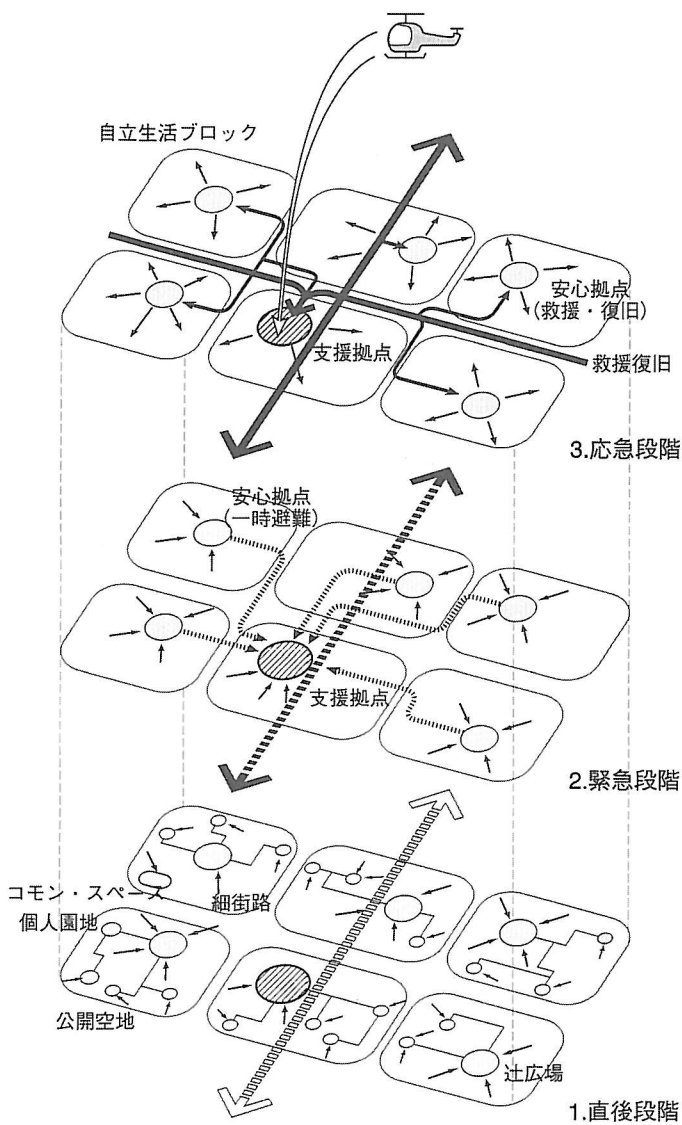 自立生活ブロック
安心拠点
(救援・復旧)
支援拠点
救援復旧
3.応急段階
安心拠点
(一時避難)
支援拠点
2.緊急段階
コモン・スペース
細街路
個人園地
公開空地
辻広場
1.直後段階